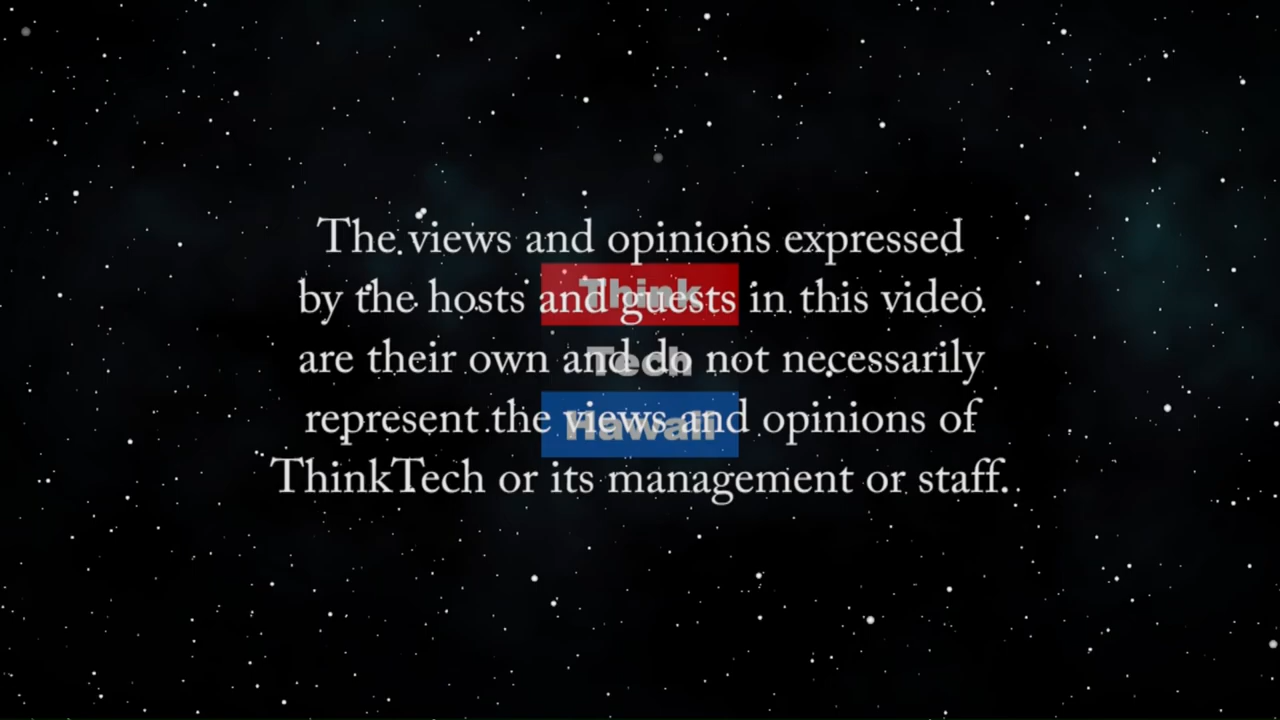 The views and opinions expressed
by the hosts and guests in this video
are their own and do not necessarily
represent the views and opinions of
ThinkTech or its management or staff.
Think
Tech
Hawaii